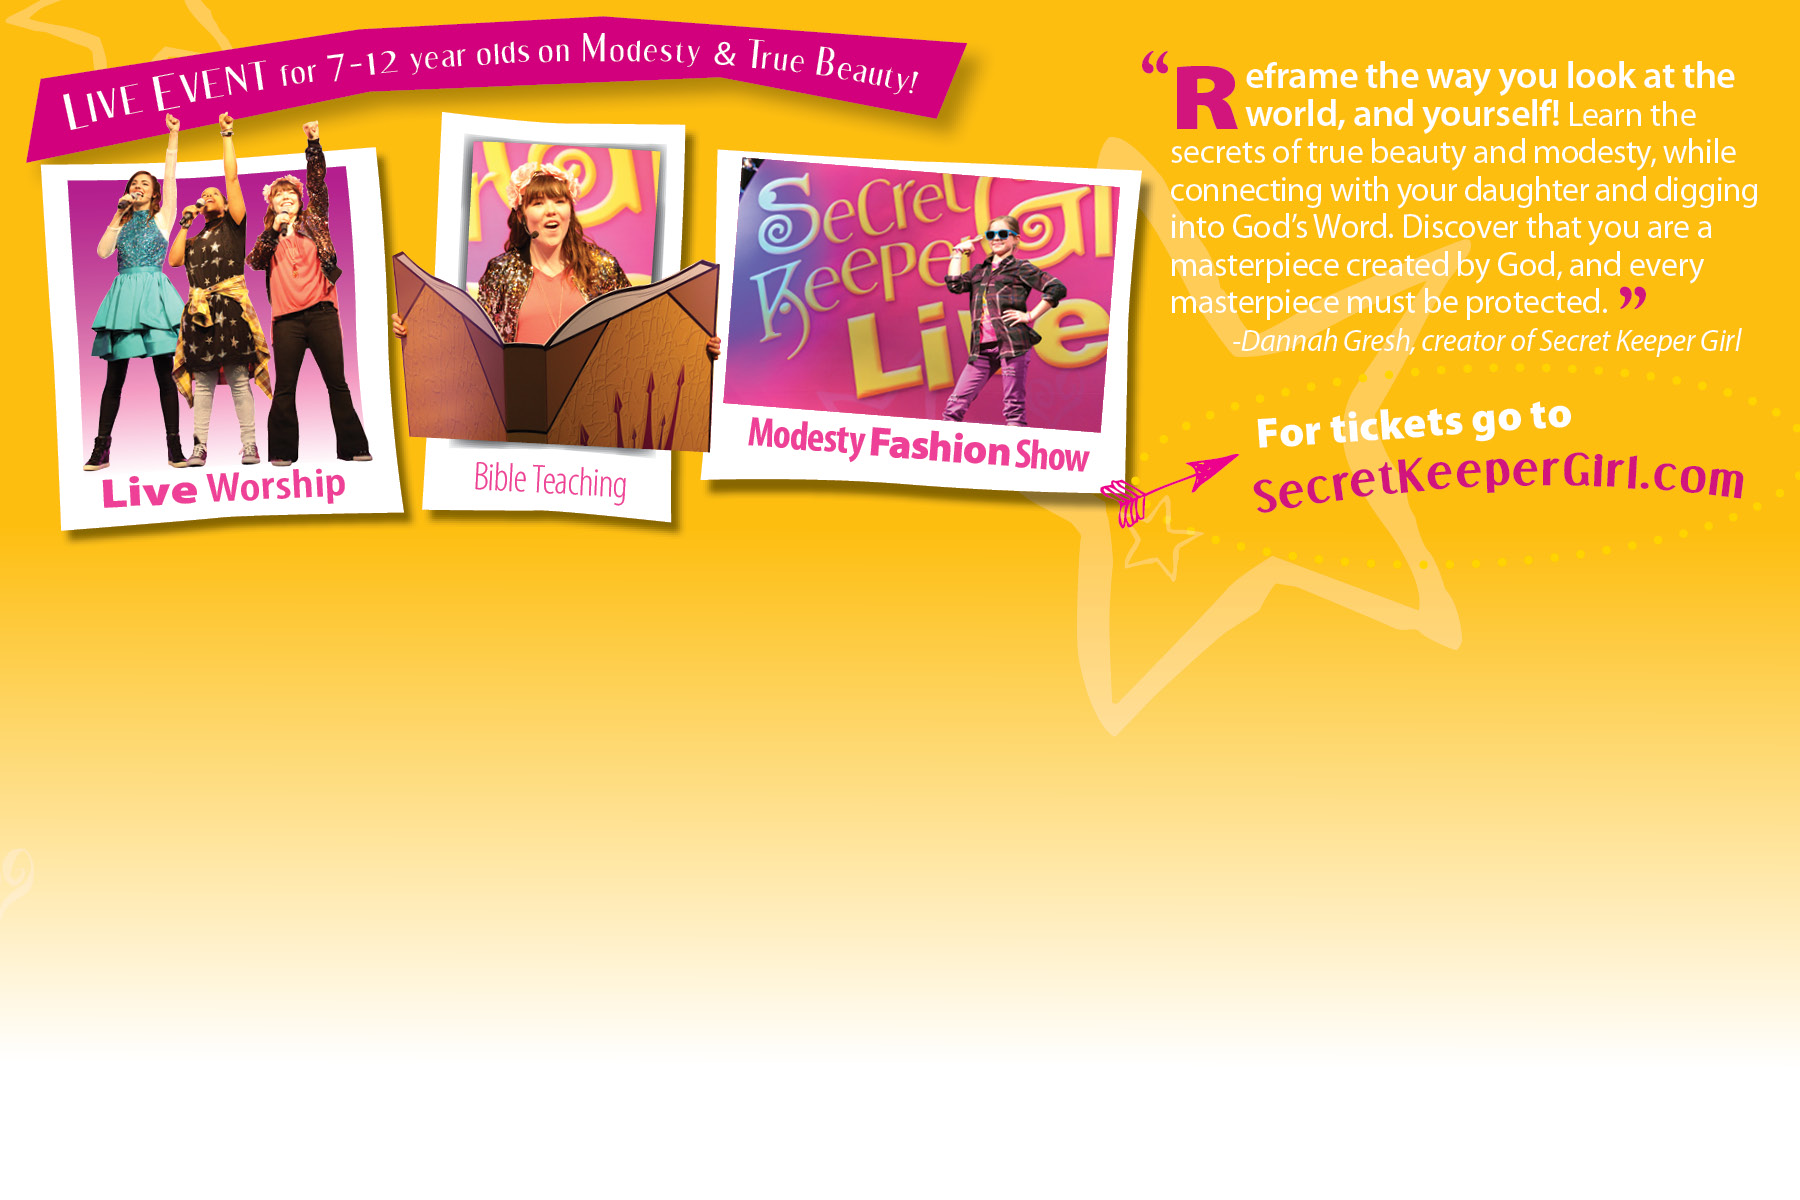 LIVE EVENT for 7-12 year olds on Modesty & True Beauty!
Live Worship
Bible Teaching
Secret
Keeper Girl
Live
Modesty Fashion Show
“Reframe the way you look at the
world, and yourself! Learn the
secrets of true beauty and modesty, while
connecting with your daughter and digging
into God’s Word. Discover that you are a
masterpiece created by God, and every
masterpiece must be protected.”
-Dannah Gresh, creator of Secret Keeper Girl
For tickets go to
SecretKeeperGirl.com